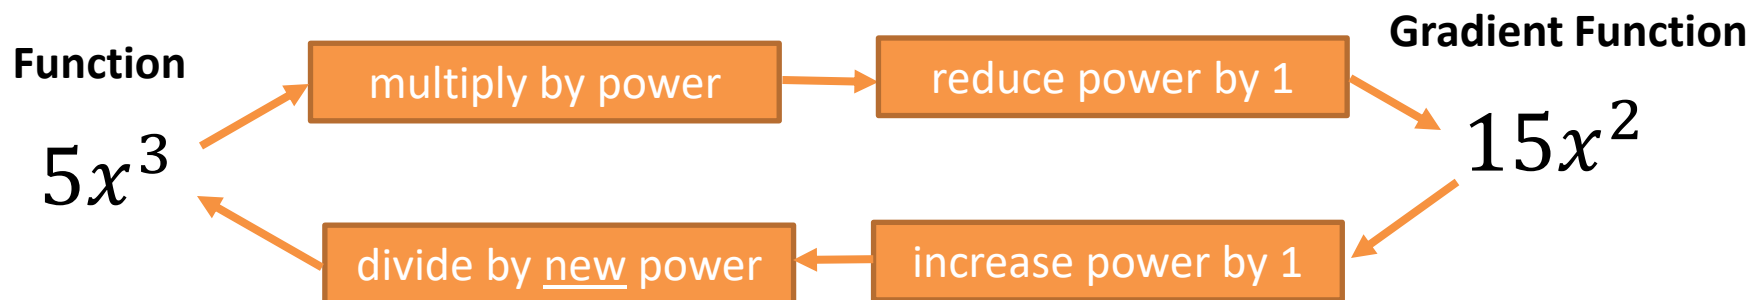 Function
Gradient Function
multiply by power
reduce power by 1
5x³
15x²
divide by new power
increase power by 1